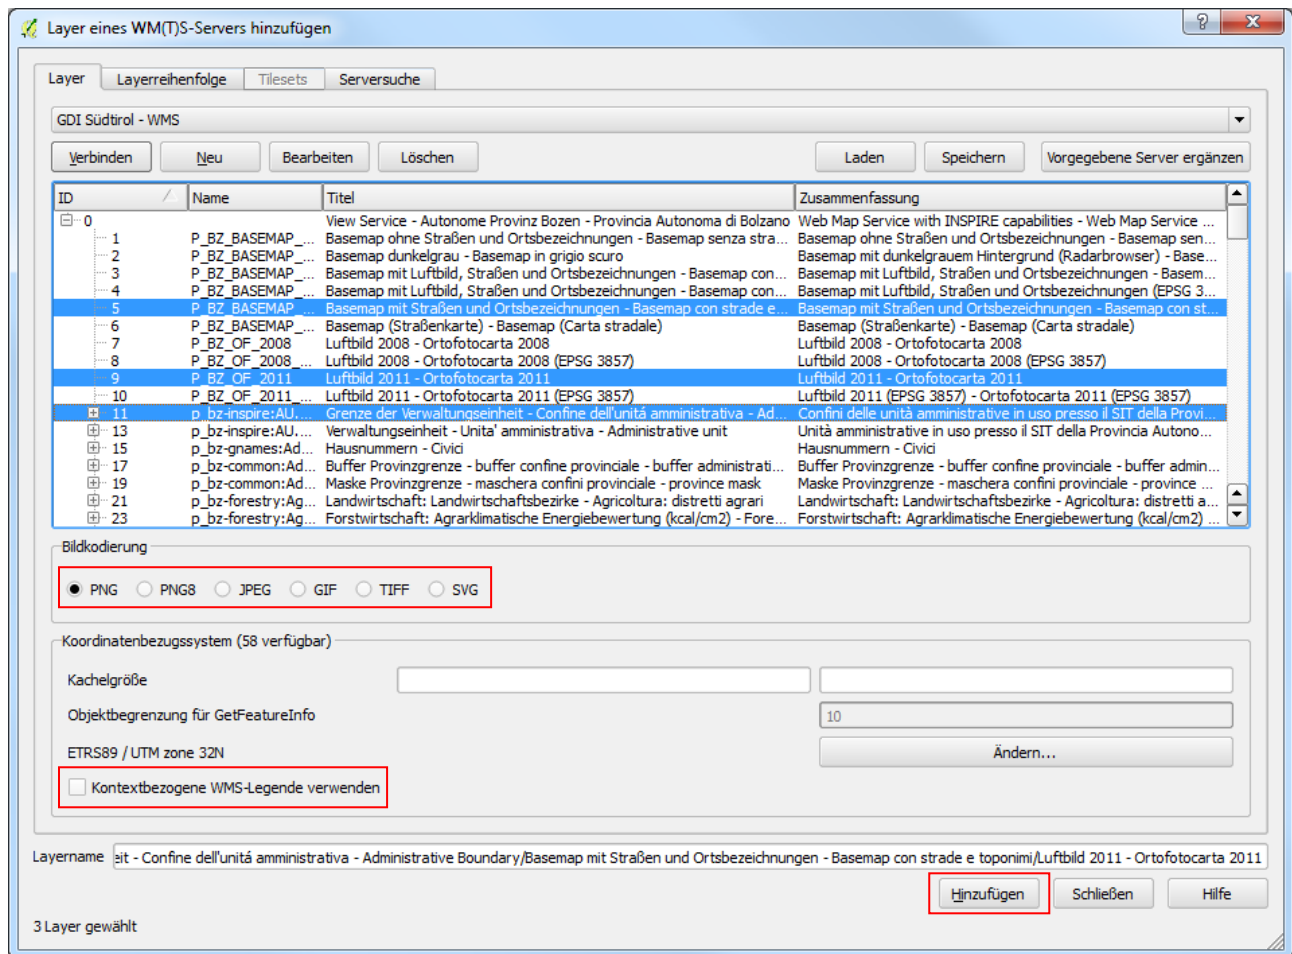 Layer eines WM(T)S-Servers hinzufügen
Layer Layerreihenfolge Tilesets Serversuche
GDI Südtirol - WMS
Verbinden Neu Bearbeiten Löschen Laden Speichern Vorgegebene Server ergänzen
ID Name Titel Zusammenfassung
0 View Service - Autonome Provinz Bozen - Provincia Autonoma di Bolzano Web Map Service with INSPIRE capabilities - Web Map Service ...
1 P_BZ_BASEMAP_... Basemap ohne Straßen und Ortsbezeichnungen - Basemap senza stra... Basemap ohne Straßen und Ortsbezeichnungen - Basemap sen...
2 P_BZ_BASEMAP_... Basemap dunkelgrau - Basemap in grigio scuro Basemap mit dunkelgrauem Hintergrund (Radarbrowser) - Base...
3 P_BZ_BASEMAP_... Basemap mit Luftbild, Straßen und Ortsbezeichnungen - Basemap con... Basemap mit Luftbild, Straßen und Ortsbezeichnungen - Basem...
4 P_BZ_BASEMAP_... Basemap mit Luftbild, Straßen und Ortsbezeichnungen - Basemap con... Basemap mit Luftbild, Straßen und Ortsbezeichnungen (EPSG 3...
5 P_BZ_BASEMAP_... Basemap mit Straßen und Ortsbezeichnungen - Basemap con strade e... Basemap mit Straßen und Ortsbezeichnungen - Basemap con st...
6 P_BZ_BASEMAP_... Basemap (Straßenkarte) - Basemap (Carta stradale) Basemap (Straßenkarte) - Basemap (Carta stradale)
7 P_BZ_OF_2008 Luftbild 2008 - Ortofotocarta 2008 Luftbild 2008 - Ortofotocarta 2008
8 P_BZ_OF_2008_... Luftbild 2008 - Ortofotocarta 2008 (EPSG 3857) Luftbild 2008 - Ortofotocarta 2008 (EPSG 3857)
9 P_BZ_OF_2011 Luftbild 2011 - Ortofotocarta 2011 Luftbild 2011 - Ortofotocarta 2011
10 P_BZ_OF_2011_... Luftbild 2011 - Ortofotocarta 2011 (EPSG 3857) Luftbild 2011 (EPSG 3857) - Ortofotocarta 2011 (EPSG 3857)
11 p_bz-inspire:AU.... Grenze der Verwaltungseinheit - Confine dell'unitá amministrativa - Ad... Confini delle unità amministrative in uso presso il SIT della Provi...
13 p_bz-inspire:AU.... Verwaltungseinheit - Unita' amministrativa - Administrative unit Unità amministrative in uso presso il SIT della Provincia Autono...
15 p_bz-gnames:Ad... Hausnummern - Civici Hausnummern - Civici
17 p_bz-common:Ad... Buffer Provinzgrenze - buffer confine provinciale - buffer administrati... Buffer Provinzgrenze - buffer confine provinciale - buffer admin...
19 p_bz-common:Ad... Maske Provinzgrenze - maschera confini provinciale - province mask Maske Provinzgrenze - maschera confini provinciale - province ...
21 p_bz-forestry:Ag... Landwirtschaft: Landwirtschaftsbezirke - Agricoltura: distretti agrari Landwirtschaft: Landwirtschaftsbezirke - Agricoltura: distretti a...
23 p_bz-forestry:Ag... Forstwirtschaft: Agrarklimatische Energiebewertung (kcal/cm2) - Fore... Forstwirtschaft: Agrarklimatische Energiebewertung (kcal/cm2) ...
Bildkodierung
PNG PNG8 JPEG GIF TIFF SVG
Koordinatenbezugssystem (58 verfügbar)
Kachelgröße
Objektbegrenzung für GetFeatureInfo 10
ETRS89 / UTM zone 32N Ändern...
Kontextbezogene WMS-Legende verwenden
Layername eit - Confine dell'unitá amministrativa - Administrative Boundary/Basemap mit Straßen und Ortsbezeichnungen - Basemap con strade e toponimi/Luftbild 2011 - Ortofotocarta 2011
Hinzufügen Schließen Hilfe
3 Layer gewählt